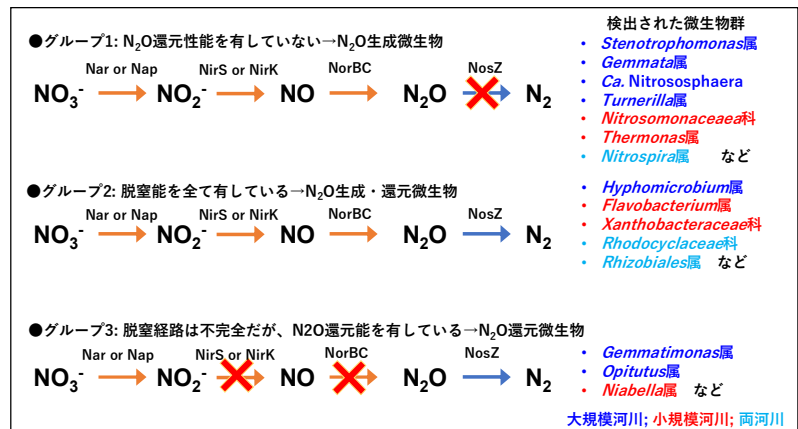 検出された微生物群
●グループ1: N₂O還元性能を有していない→N₂O生成微生物
Nar or Nap NirS or NirK NorBC NosZ
NO₃⁻ NO₂⁻ NO N₂O N₂
• Stenotrophomonas属
• Gemmata属
• Ca. Nitrososphaera
• Turnerilla属
• Nitrosomonaceaea科
• Thermonas属
• Nitrospira属 など
●グループ2: 脱窒能を全て有している→N₂O生成・還元微生物
Nar or Nap NirS or NirK NorBC NosZ
NO₃⁻ NO₂⁻ NO N₂O N₂
• Hyphomicrobium属
• Flavobacterium属
• Xanthobacteraceae科
• Rhodocyclaceae科
• Rhizobiales属 など
●グループ3: 脱窒経路は不完全だが、N2O還元能を有している→N₂O還元微生物
Nar or Nap NirS or NirK NorBC NosZ
NO₃⁻ NO₂⁻ NO N₂O N₂
• Gemmatimonas属
• Opitutus属
• Niabella属 など
大規模河川; 小規模河川; 両河川